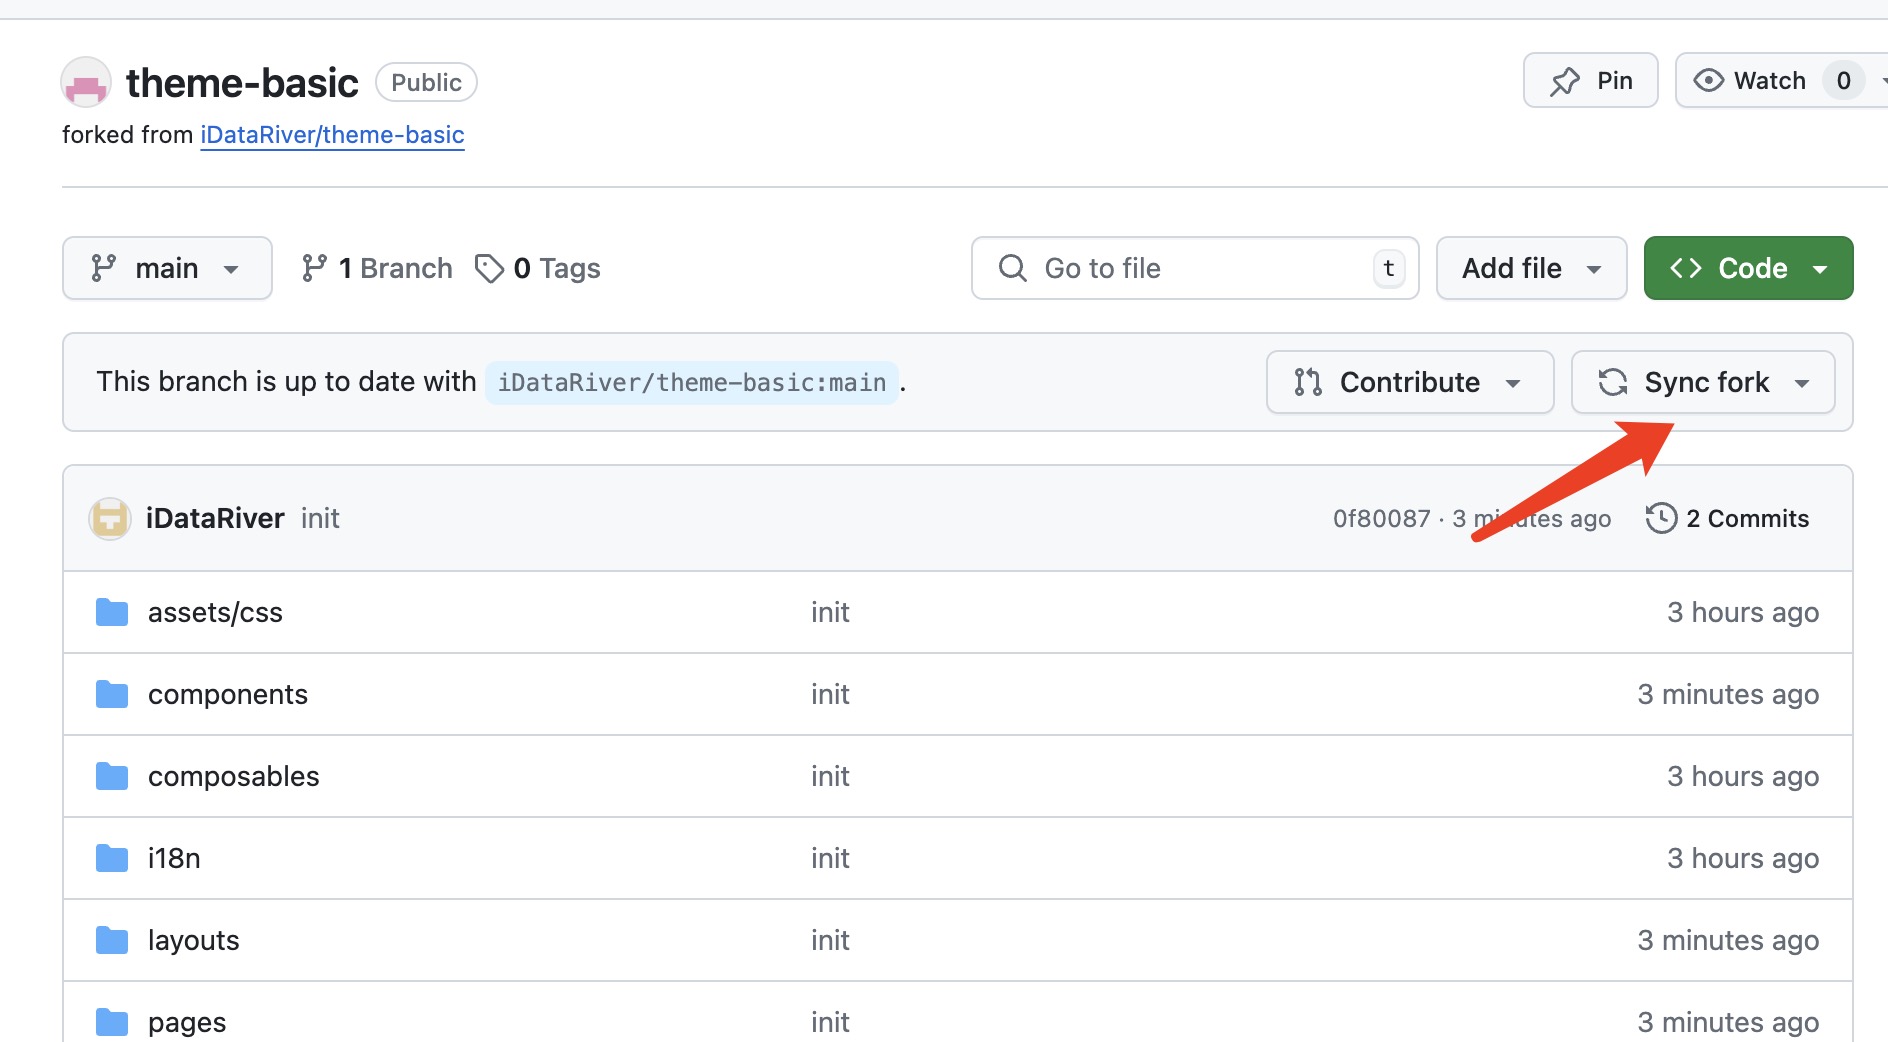 theme-basic Public Pin Watch 0
forked from iDataRiver/theme-basic
main 1 Branch 0 Tags Go to file t Add file Code
This branch is up to date with iDataRiver/theme-basic:main . Contribute Sync fork
iDataRiver init 0f80087 · 3 minutes ago 2 Commits
assets/css init 3 hours ago
components init 3 minutes ago
composables init 3 hours ago
i18n init 3 hours ago
layouts init 3 minutes ago
pages init 3 minutes ago